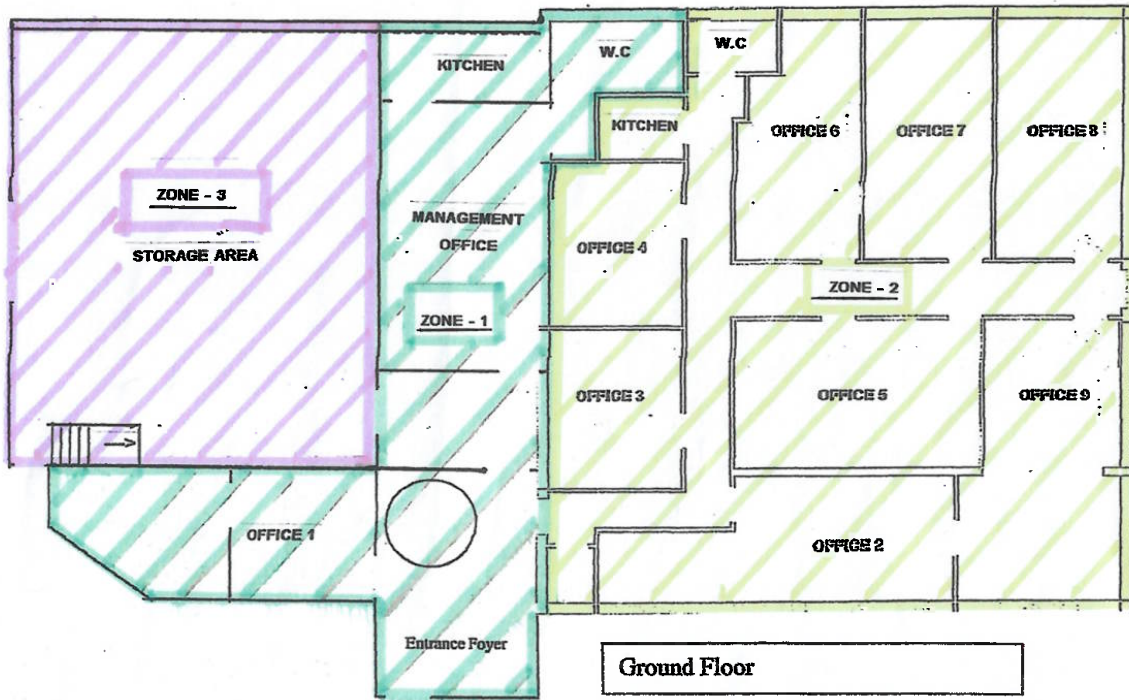 KITCHEN
W.C
W.C
KITCHEN
OFFICE 6
OFFICE 7
OFFICE 8
ZONE - 3
STORAGE AREA
MANAGEMENT
OFFICE
OFFICE 4
ZONE - 1
ZONE - 2
OFFICE 3
OFFICE 5
OFFICE 9
OFFICE 1
OFFICE 2
Entrance Foyer
Ground Floor